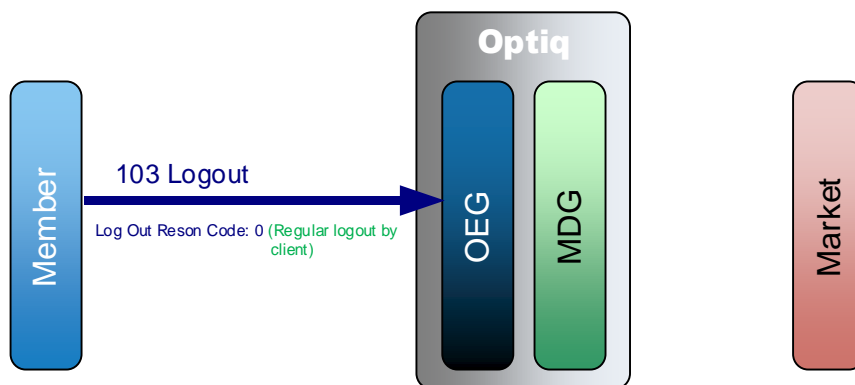 Optiq
Member
103 Logout
Log Out Reson Code: 0 (Regular logout by
client)
OEG
MDG
Market